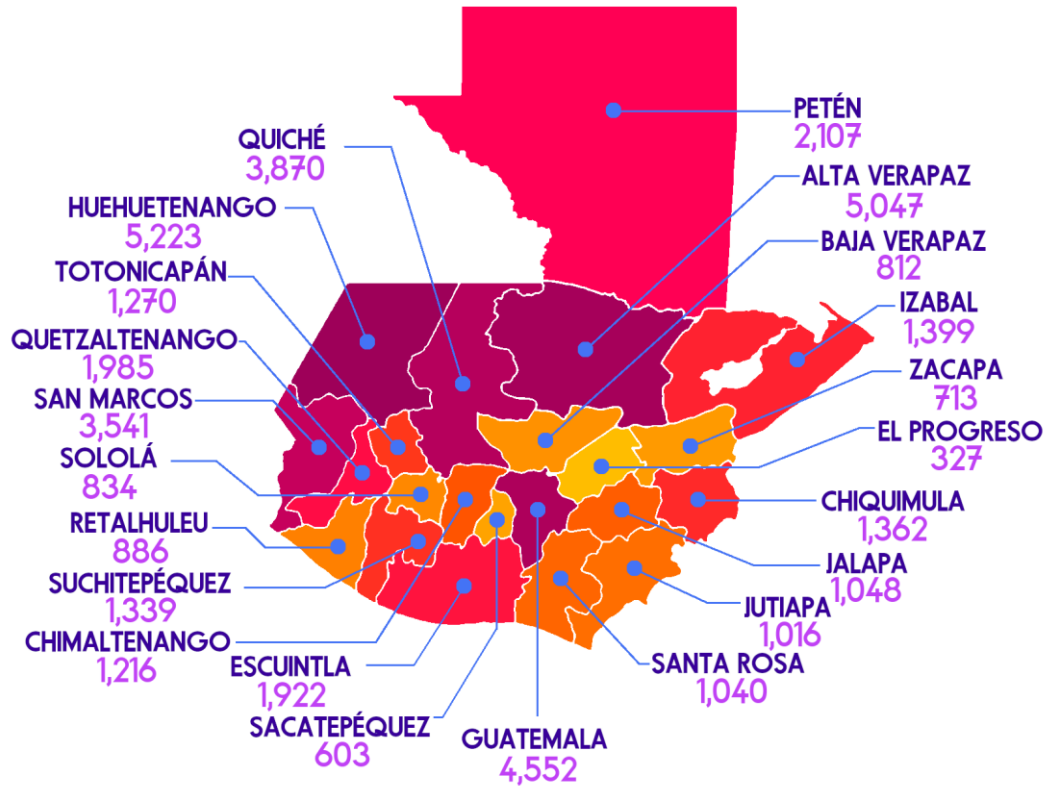 PETÉN
2,107
QUICHÉ
3,870
ALTA VERAPAZ
5,047
HUEHUETENANGO
5,223
BAJA VERAPAZ
812
TOTONICAPÁN
1,270
IZABAL
1,399
QUETZALTENANGO
1,985
ZACAPA
713
SAN MARCOS
3,541
EL PROGRESO
327
SOLOLÁ
834
CHIQUIMULA
1,362
RETALHULEU
886
JALAPA
1,048
SUCHITEPÉQUEZ
1,339
JUTIAPA
1,016
CHIMALTENANGO
1,216
ESCUINTLA
1,922
SANTA ROSA
1,040
SACATEPÉQUEZ
603
GUATEMALA
4,552